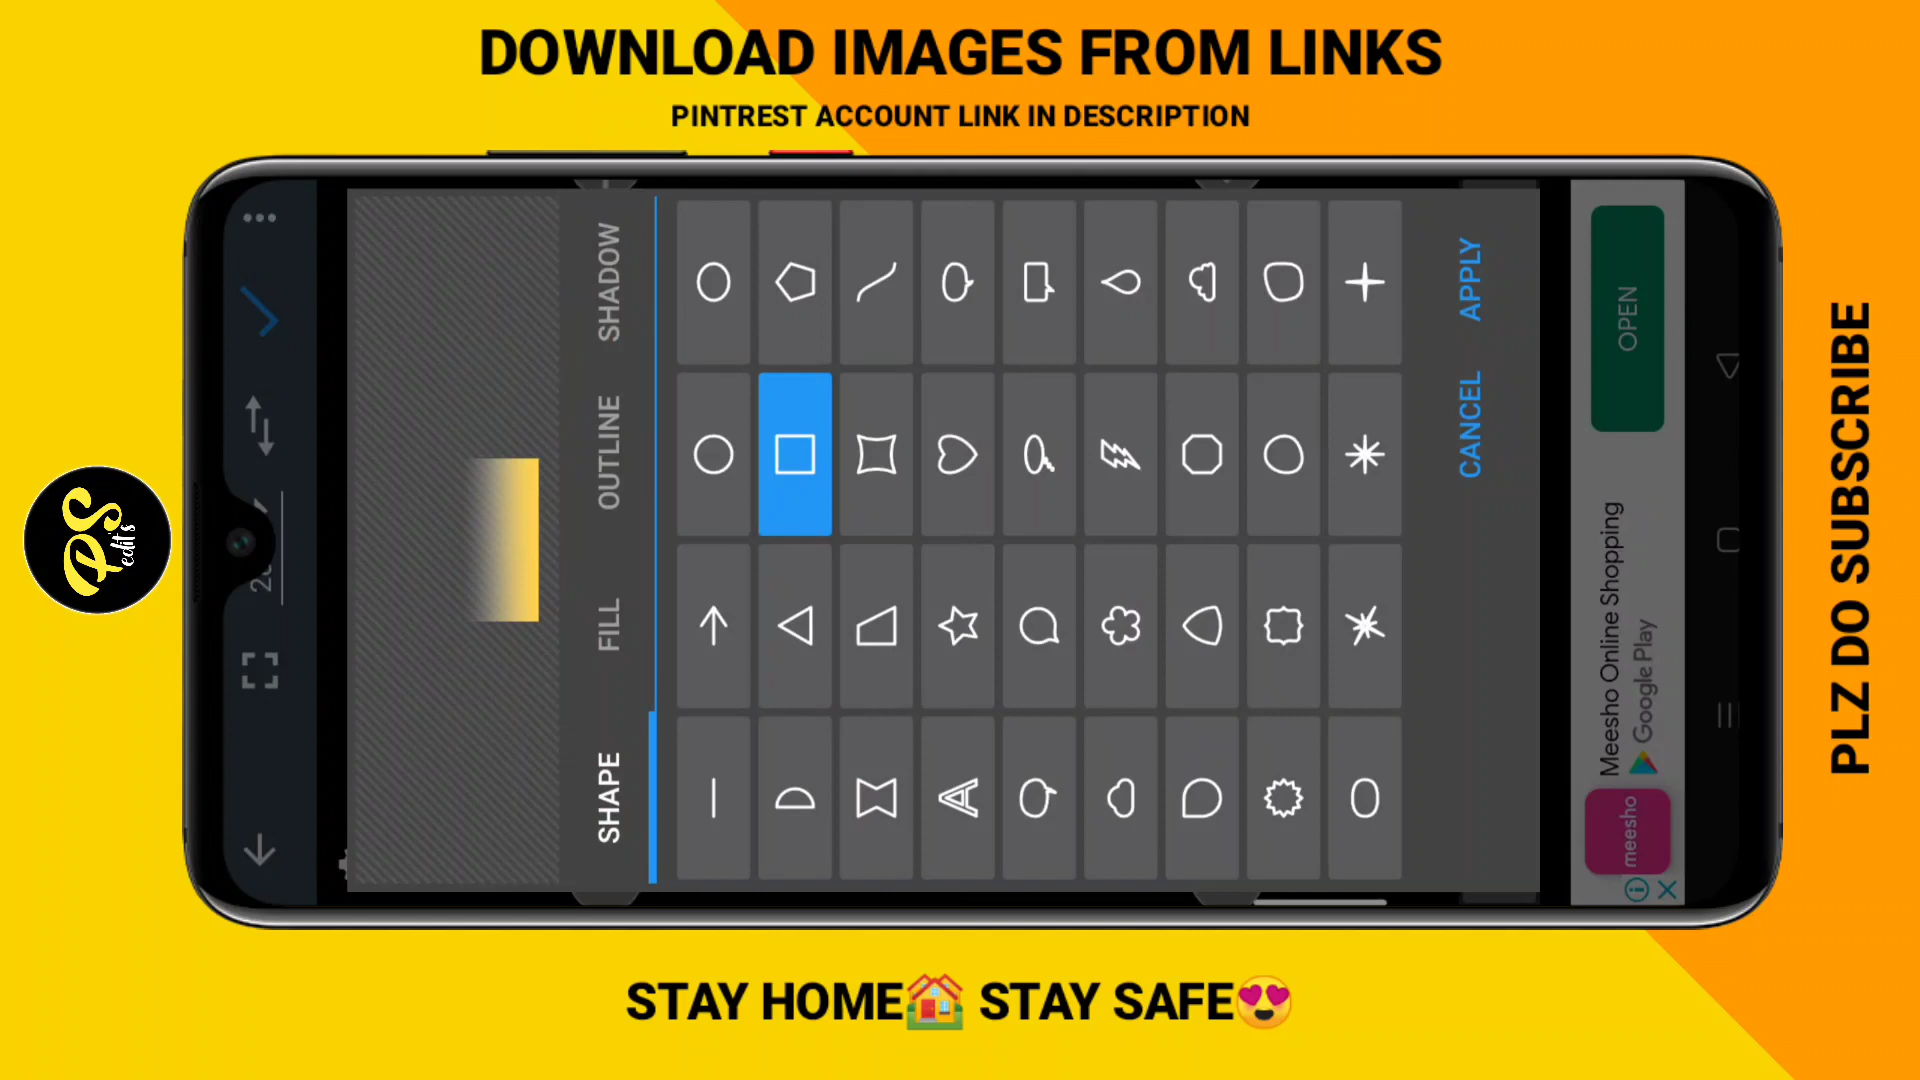 DOWNLOAD IMAGES FROM LINKS
PINTREST ACCOUNT LINK IN DESCRIPTION
PS
edit's
SHAPE
FILL
OUTLINE
SHADOW
CANCEL
APPLY
meesho
Meesho Online Shopping
Google Play
OPEN
PLZ DO SUBSCRIBE
STAY HOME🏠 STAY SAFE😍